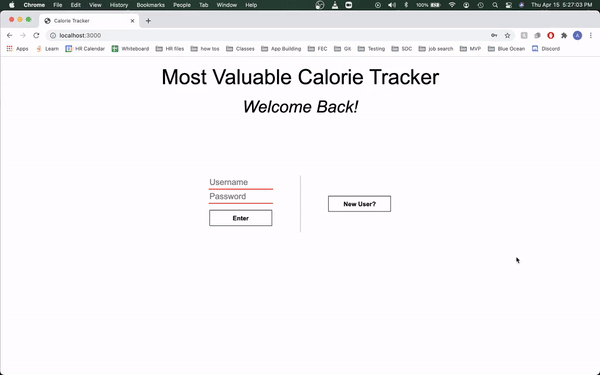 Chrome File Edit View History Bookmarks People Tab Window Help 100% Thu Apr 15 5:27:03 PM
Calorie Tracker
localhost:3000
Apps Learn HR Calendar Whiteboard HR files how tos Classes App Building FEC Git Testing SDC job search MVP Blue Ocean Discord
Most Valuable Calorie Tracker
Welcome Back!
Username
Password
Enter
New User?